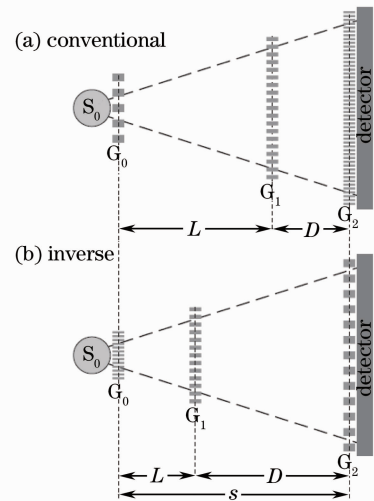 (a) conventional
S₀
G₀
G₁
G₂
detector
L
D
(b) inverse
S₀
G₀
G₁
G₂
detector
L
D
s